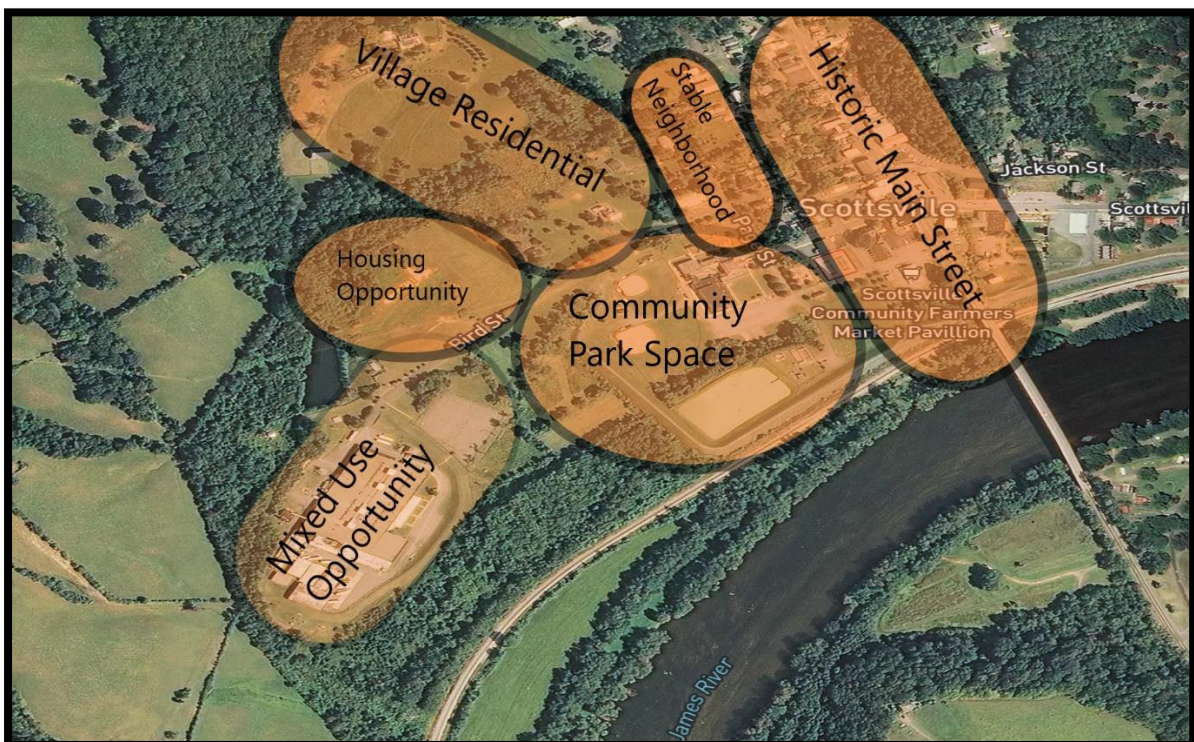 Village Residential
Stable
Neighborhood
Historic Main Street
Jackson St
Scottsville
Scottsvil
Housing
Opportunity
Bird St
Community
Park Space
Scottsville
Community Farmers
Market Pavillion
Mixed Use
Opportunity
James River